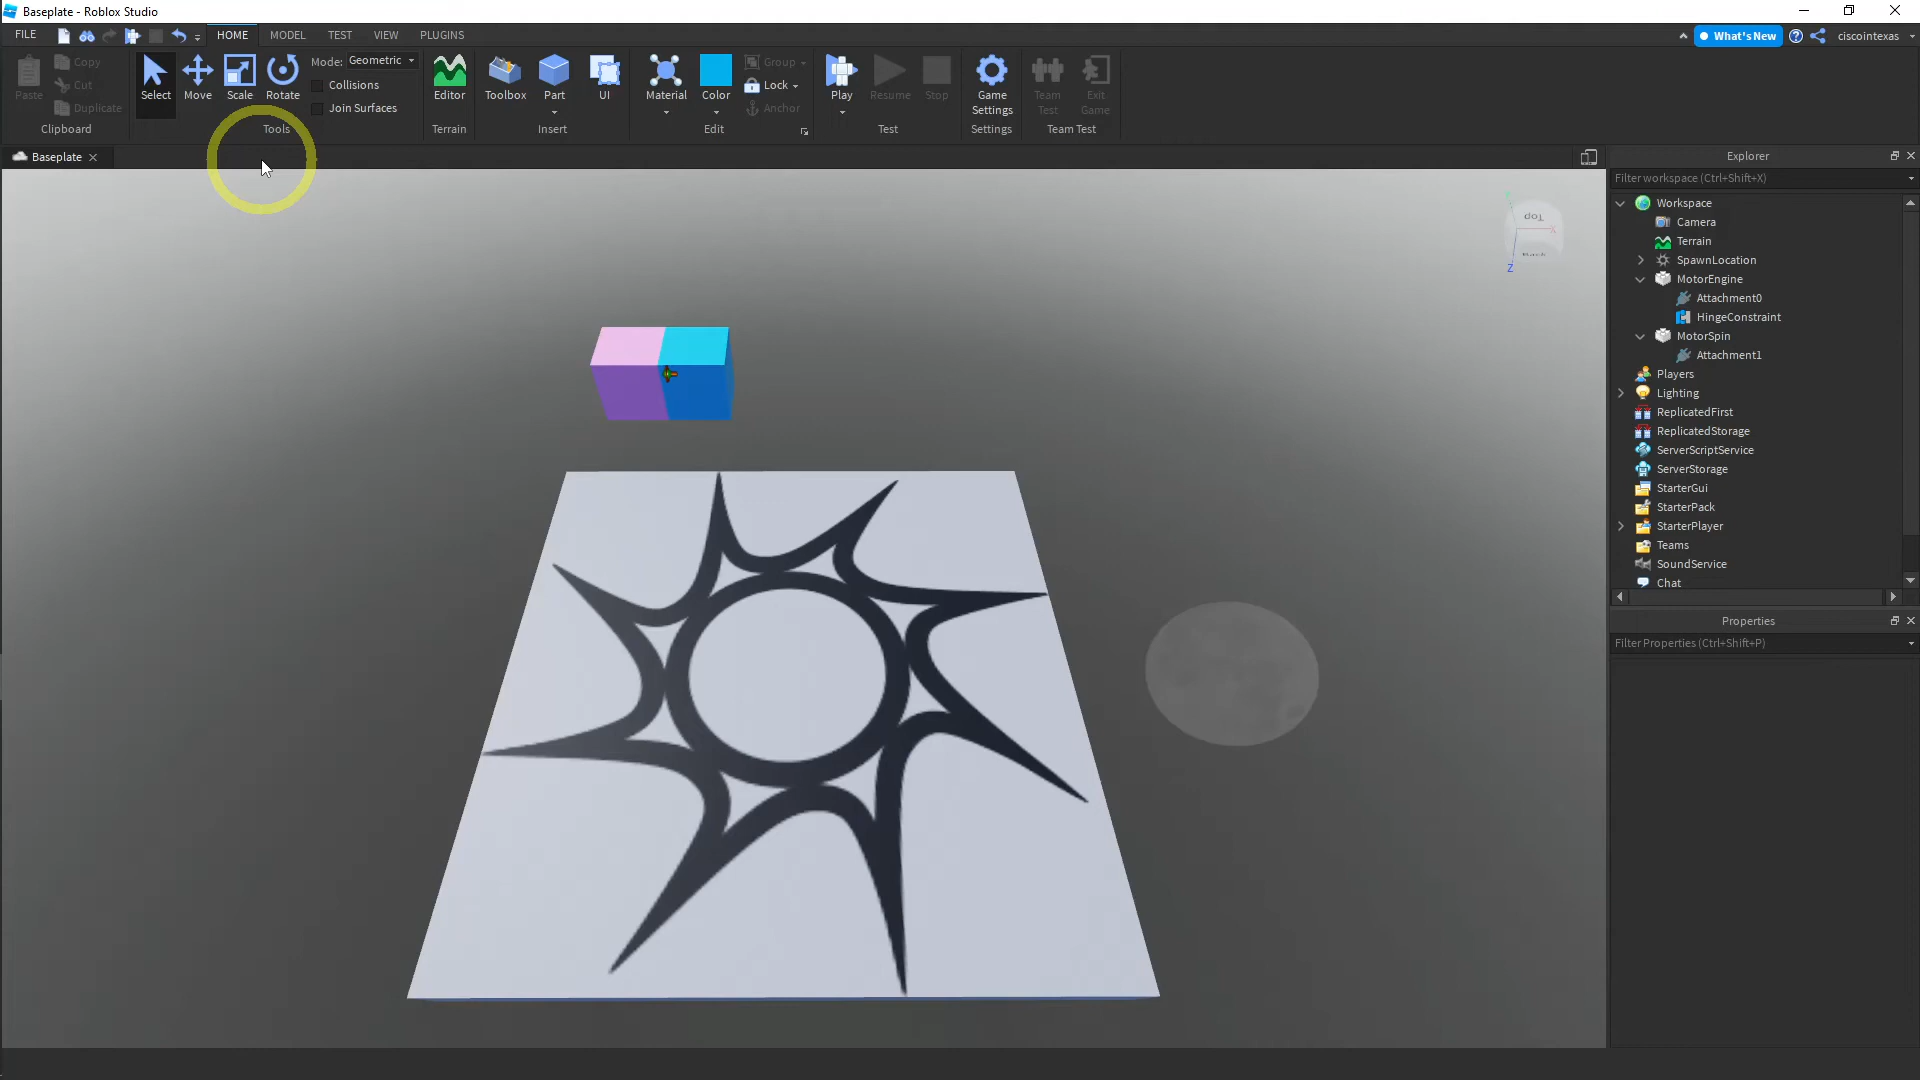 Baseplate - Roblox Studio
FILE HOME MODEL TEST VIEW PLUGINS What's New ciscointexas
Paste Copy Cut Duplicate
Clipboard
Select Move Scale Rotate Mode: Geometric
Collisions
Join Surfaces
Tools
Editor
Terrain
Toolbox Part UI
Insert
Material Color Group Lock Anchor
Edit
Play Resume Stop
Test
Game Settings
Settings
Team Test Exit Game
Team Test
Baseplate
Top
X
Z
Explorer
Filter workspace (Ctrl+Shift+X)
Workspace
Camera
Terrain
SpawnLocation
MotorEngine
Attachment0
HingeConstraint
MotorSpin
Attachment1
Players
Lighting
ReplicatedFirst
ReplicatedStorage
ServerScriptService
ServerStorage
StarterGui
StarterPack
StarterPlayer
Teams
SoundService
Chat
Properties
Filter Properties (Ctrl+Shift+P)